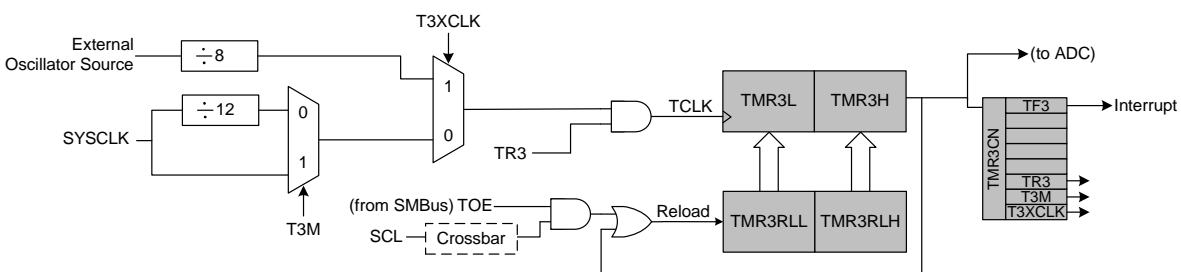 T3XCLK
External
Oscillator Source
÷8
1
0
÷12
0
1
SYSCLK
T3M
TR3
TCLK
TMR3L
TMR3H
(to ADC)
TMR3CN
TF3
Interrupt
TR3
T3M
T3XCLK
(from SMBus) TOE
SCL
Crossbar
Reload
TMR3RLL
TMR3RLH